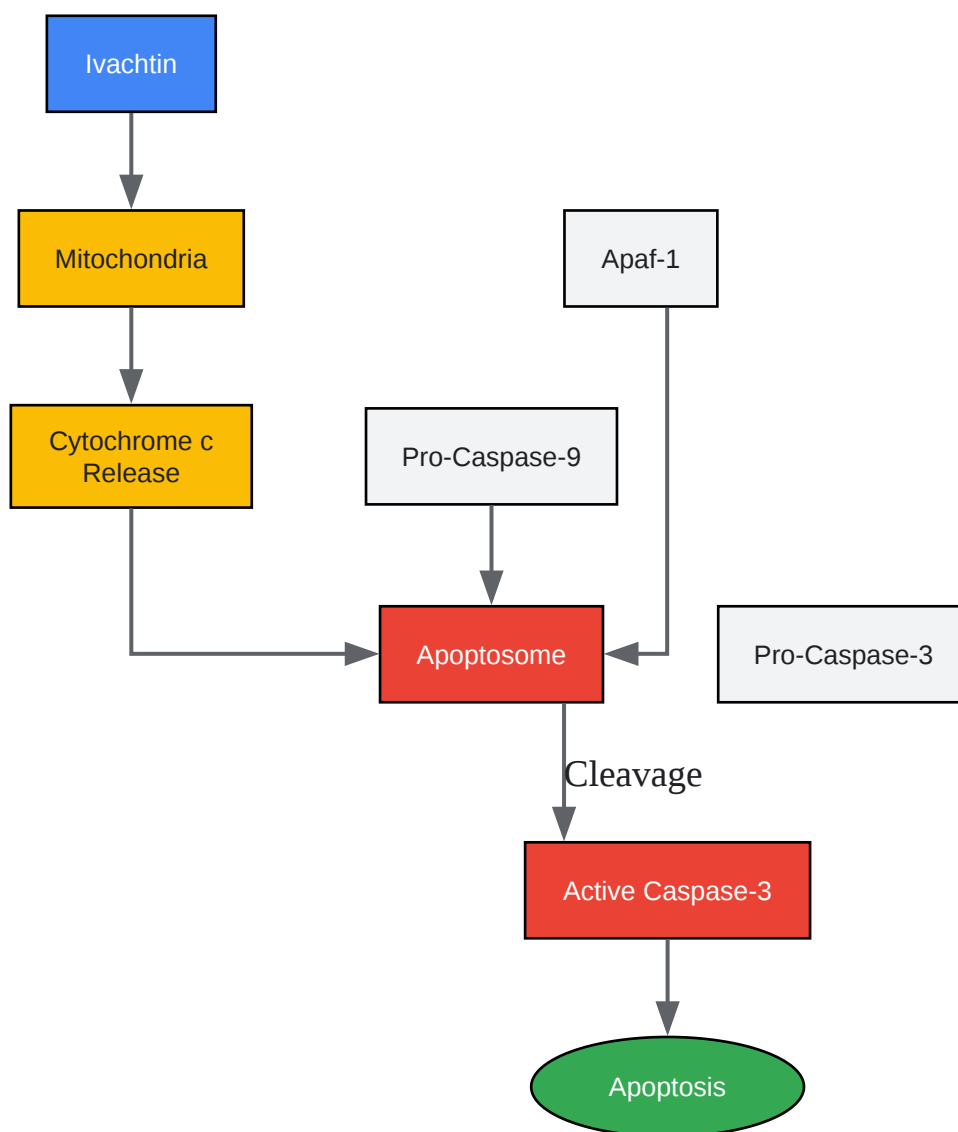 Ivachtin
Mitochondria
Apaf-1
Cytochrome c
Release
Pro-Caspase-9
Apoptosome
Pro-Caspase-3
Cleavage
Active Caspase-3
Apoptosis